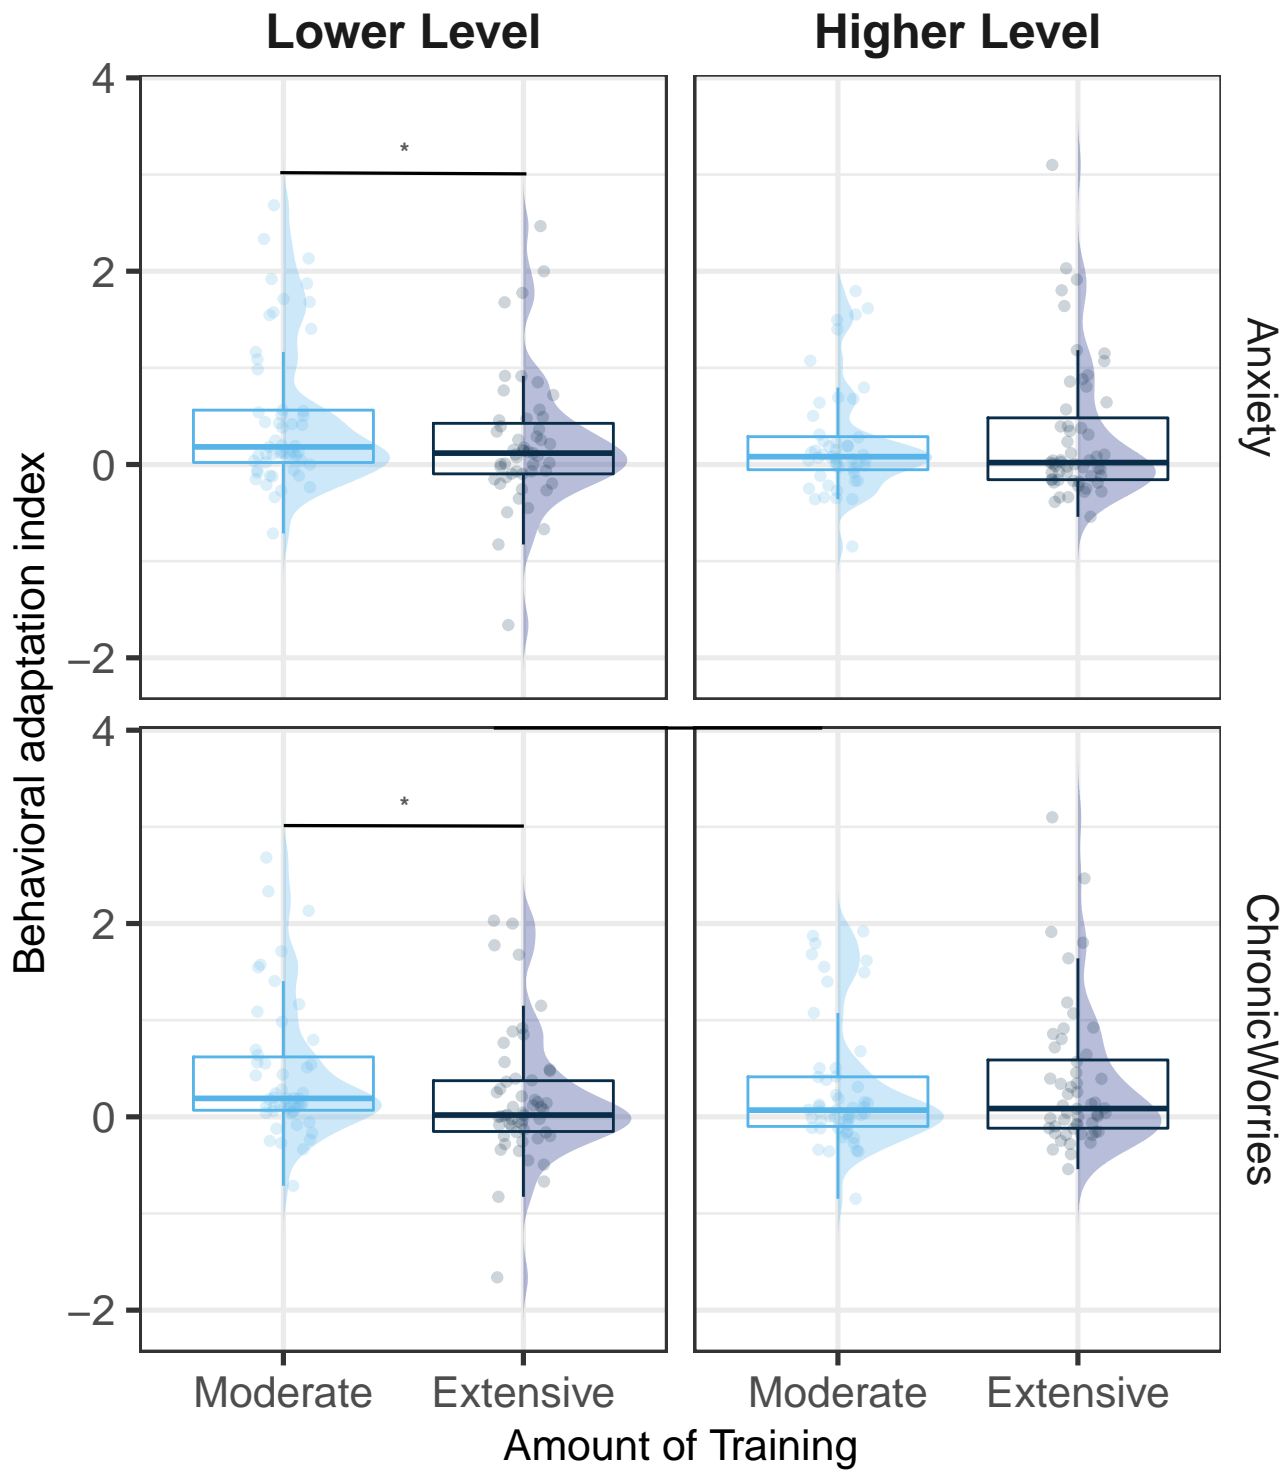 Lower Level Higher Level
4
2
0
−2
*
Anxiety
4
2
0
−2
*
ChronicWorries
Behavioral adaptation index
Moderate Extensive Moderate Extensive
Amount of Training